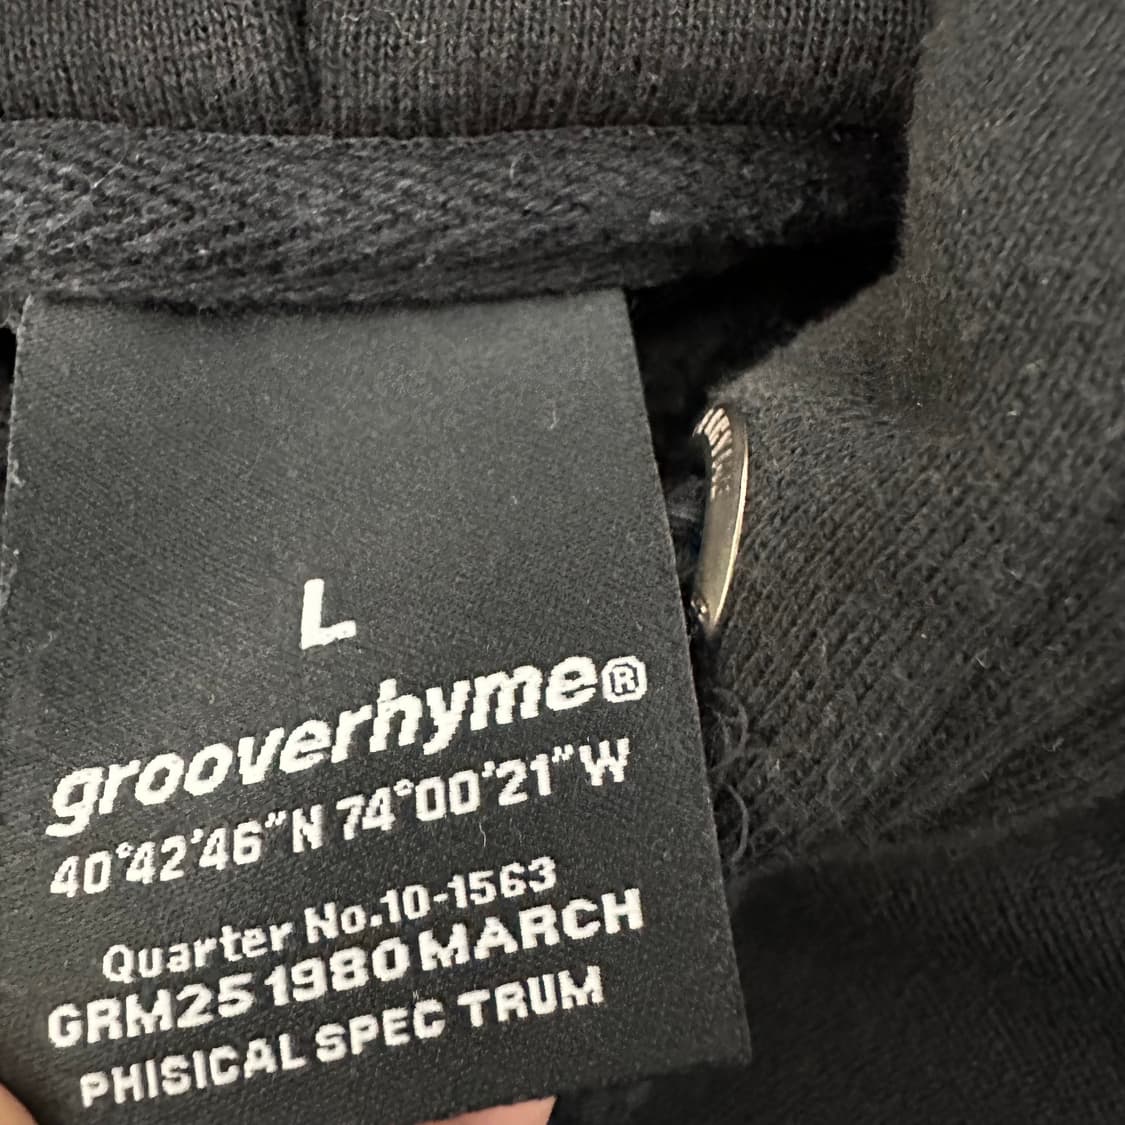 L
grooverhyme®
40°42'46"N 74°00'21"W
Quarter No.10-1563
GRM25 1980 MARCH
PHISICAL SPEC TRUM